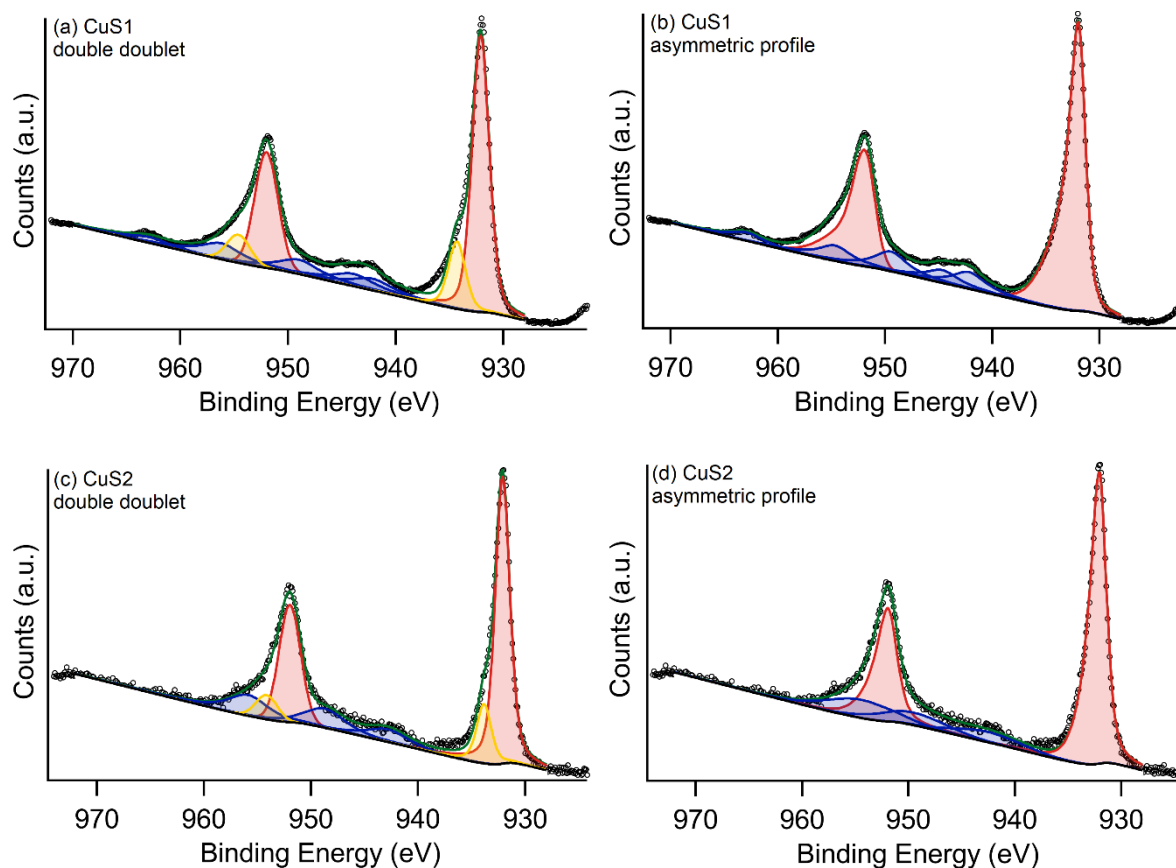 (a) CuS1
double doublet
Counts (a.u.)
970 960 950 940 930
Binding Energy (eV)
(b) CuS1
asymmetric profile
Counts (a.u.)
970 960 950 940 930
Binding Energy (eV)
(c) CuS2
double doublet
Counts (a.u.)
970 960 950 940 930
Binding Energy (eV)
(d) CuS2
asymmetric profile
Counts (a.u.)
970 960 950 940 930
Binding Energy (eV)